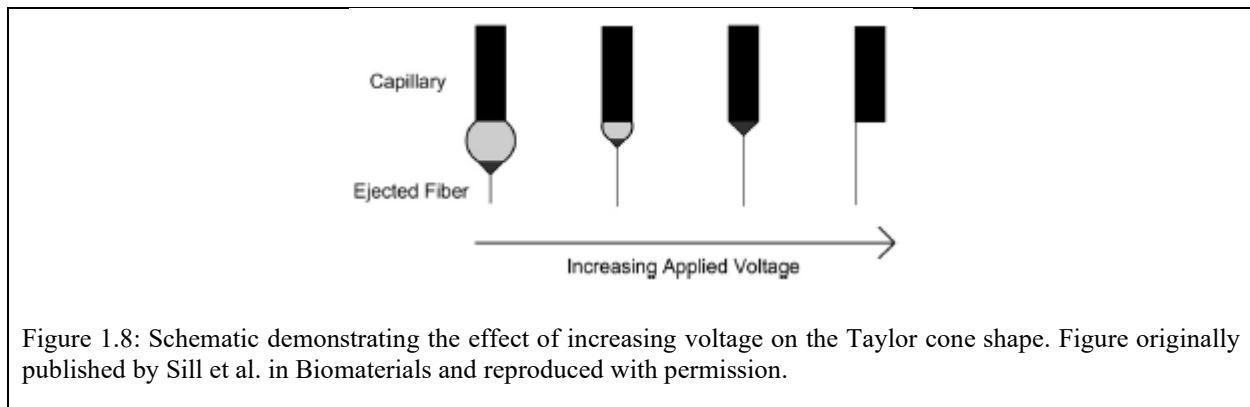 Capillary
Ejected Fiber
Increasing Applied Voltage
Figure 1.8: Schematic demonstrating the effect of increasing voltage on the Taylor cone shape. Figure originally
published by Sill et al. in Biomaterials and reproduced with permission.